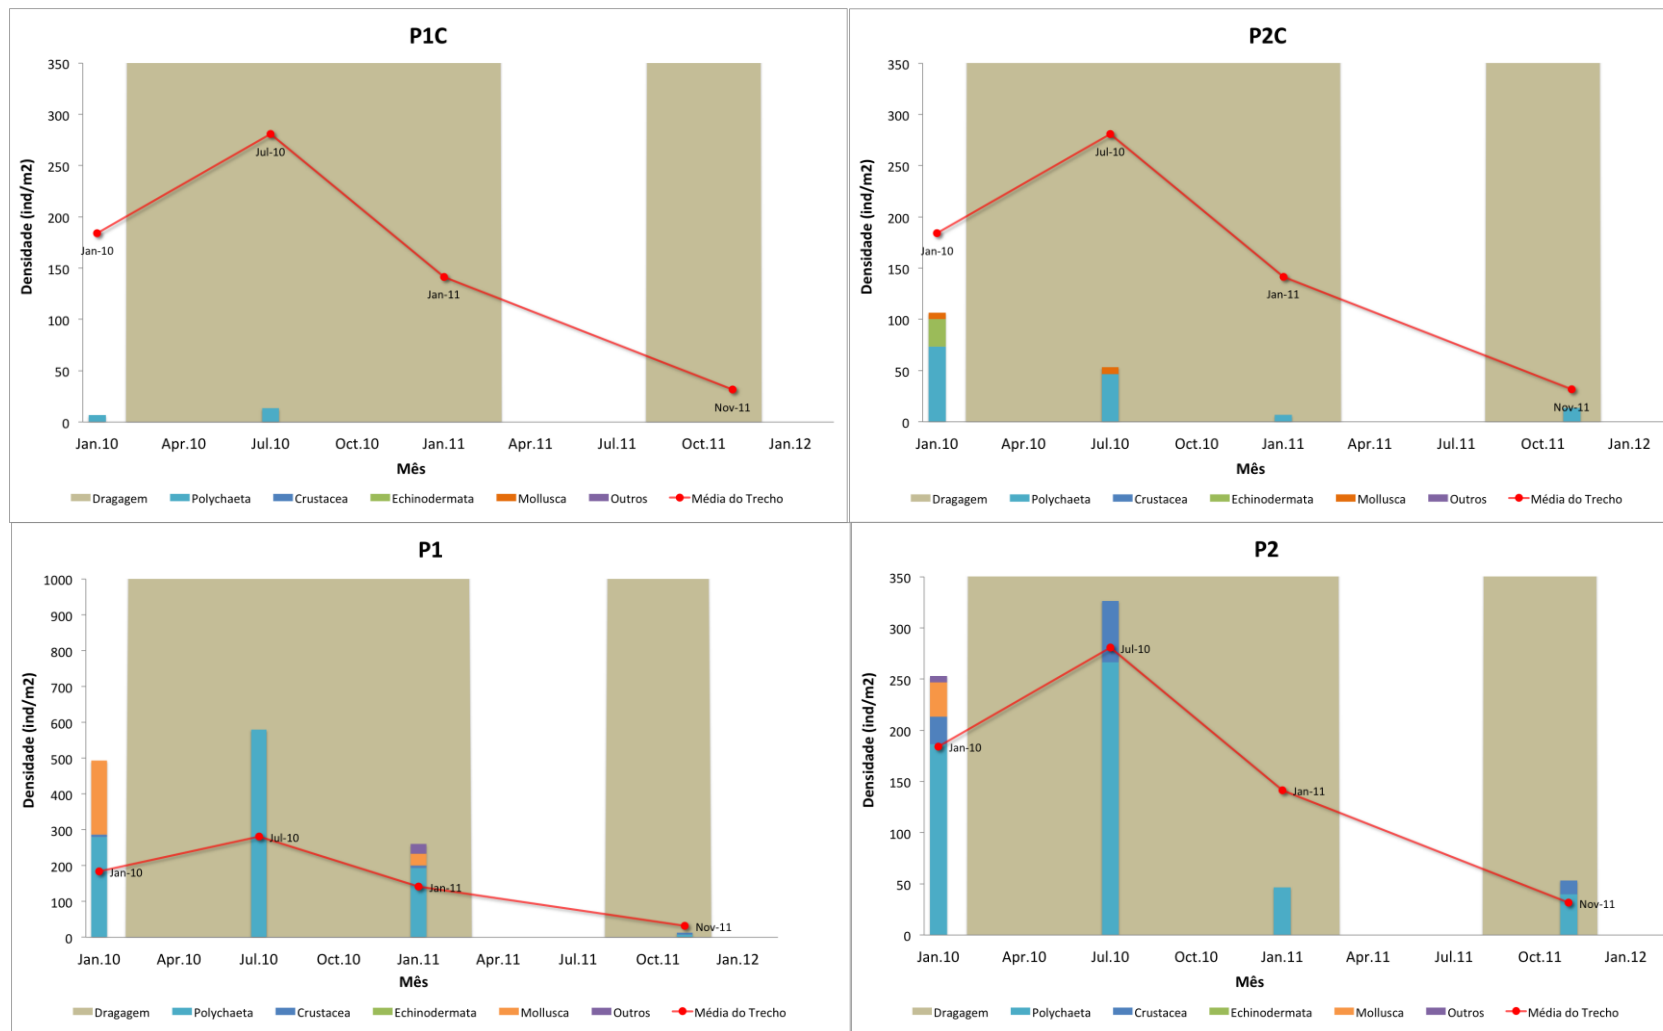 P1C
350
300
250
200
150
100
50
0
Densidade (ind/m2)
Jan-10
Jul-10
Jan-11
Nov-11
Jan.10 Apr.10 Jul.10 Oct.10 Jan.11 Apr.11 Jul.11 Oct.11 Jan.12
Mês
Dragagem Polychaeta Crustacea Echinodermata Mollusca Outros Média do Trecho
P2C
350
300
250
200
150
100
50
0
Densidade (ind/m2)
Jan-10
Jul-10
Jan-11
Nov-11
Jan.10 Apr.10 Jul.10 Oct.10 Jan.11 Apr.11 Jul.11 Oct.11 Jan.12
Mês
Dragagem Polychaeta Crustacea Echinodermata Mollusca Outros Média do Trecho
P1
1000
900
800
700
600
500
400
300
200
100
0
Densidade (ind/m2)
Jan-10
Jul-10
Jan-11
Nov-11
Jan.10 Apr.10 Jul.10 Oct.10 Jan.11 Apr.11 Jul.11 Oct.11 Jan.12
Mês
Dragagem Polychaeta Crustacea Echinodermata Mollusca Outros Média do Trecho
P2
350
300
250
200
150
100
50
0
Densidade (ind/m2)
Jan-10
Jul-10
Jan-11
Nov-11
Jan.10 Apr.10 Jul.10 Oct.10 Jan.11 Apr.11 Jul.11 Oct.11 Jan.12
Mês
Dragagem Polychaeta Crustacea Echinodermata Mollusca Outros Média do Trecho